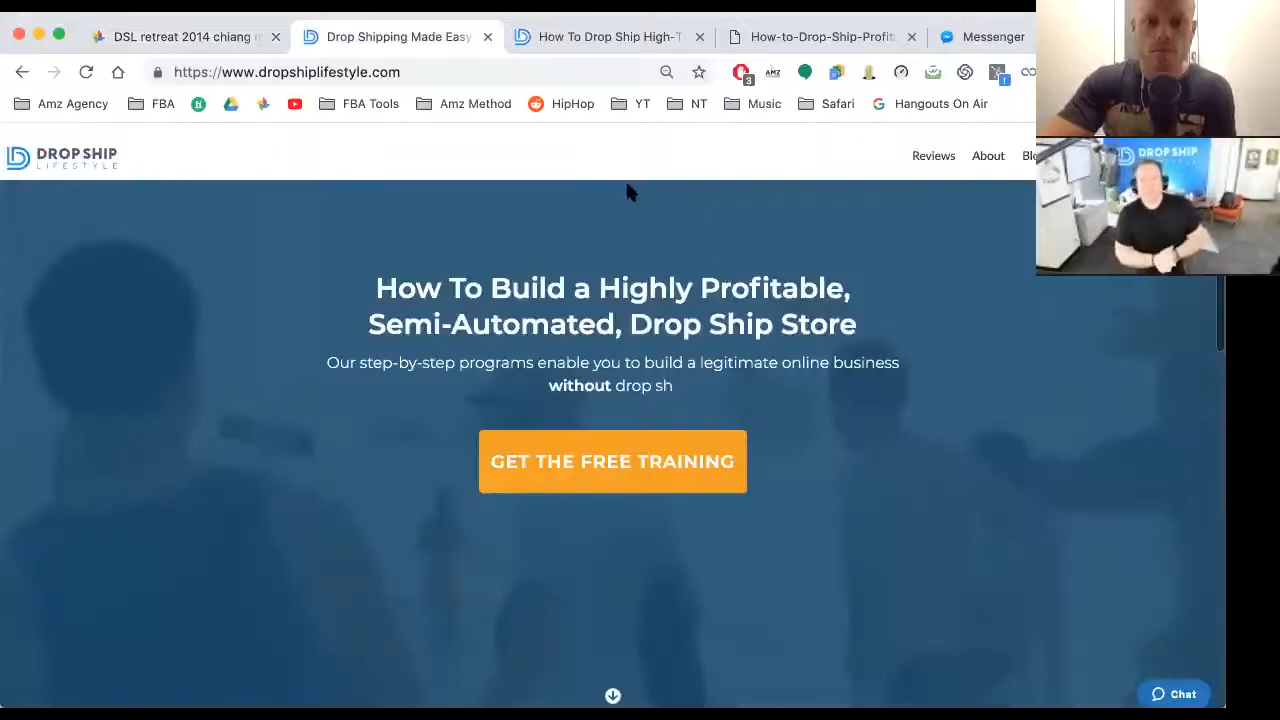 DSL retreat 2014 chiang m
Drop Shipping Made Easy
How To Drop Ship High-T
How-to-Drop-Ship-Profit
Messenger
https://www.dropshiplifestyle.com
3
AMZ
Amz Agency
FBA
FBA Tools
Amz Method
HipHop
YT
NT
Music
Safari
Hangouts On Air
DROP SHIP
LIFESTYLE
Reviews
About
Blo
DROP SHIP
How To Build a Highly Profitable,
Semi-Automated, Drop Ship Store
Our step-by-step programs enable you to build a legitimate online business
without drop sh
GET THE FREE TRAINING
Chat